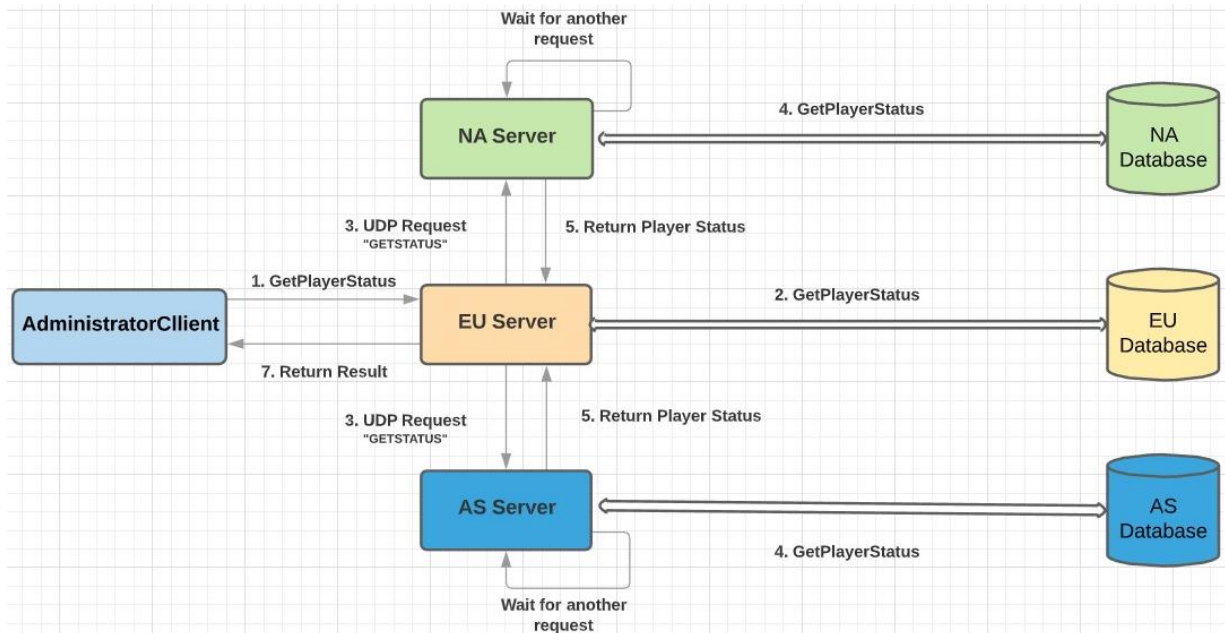 Wait for another
request
4. GetPlayerStatus
NA Server
NA
Database
3. UDP Request
"GETSTATUS"
5. Return Player Status
1. GetPlayerStatus
2. GetPlayerStatus
AdministratorCllient
EU Server
EU
Database
7. Return Result
3. UDP Request
"GETSTATUS"
5. Return Player Status
AS Server
AS
Database
4. GetPlayerStatus
Wait for another
request